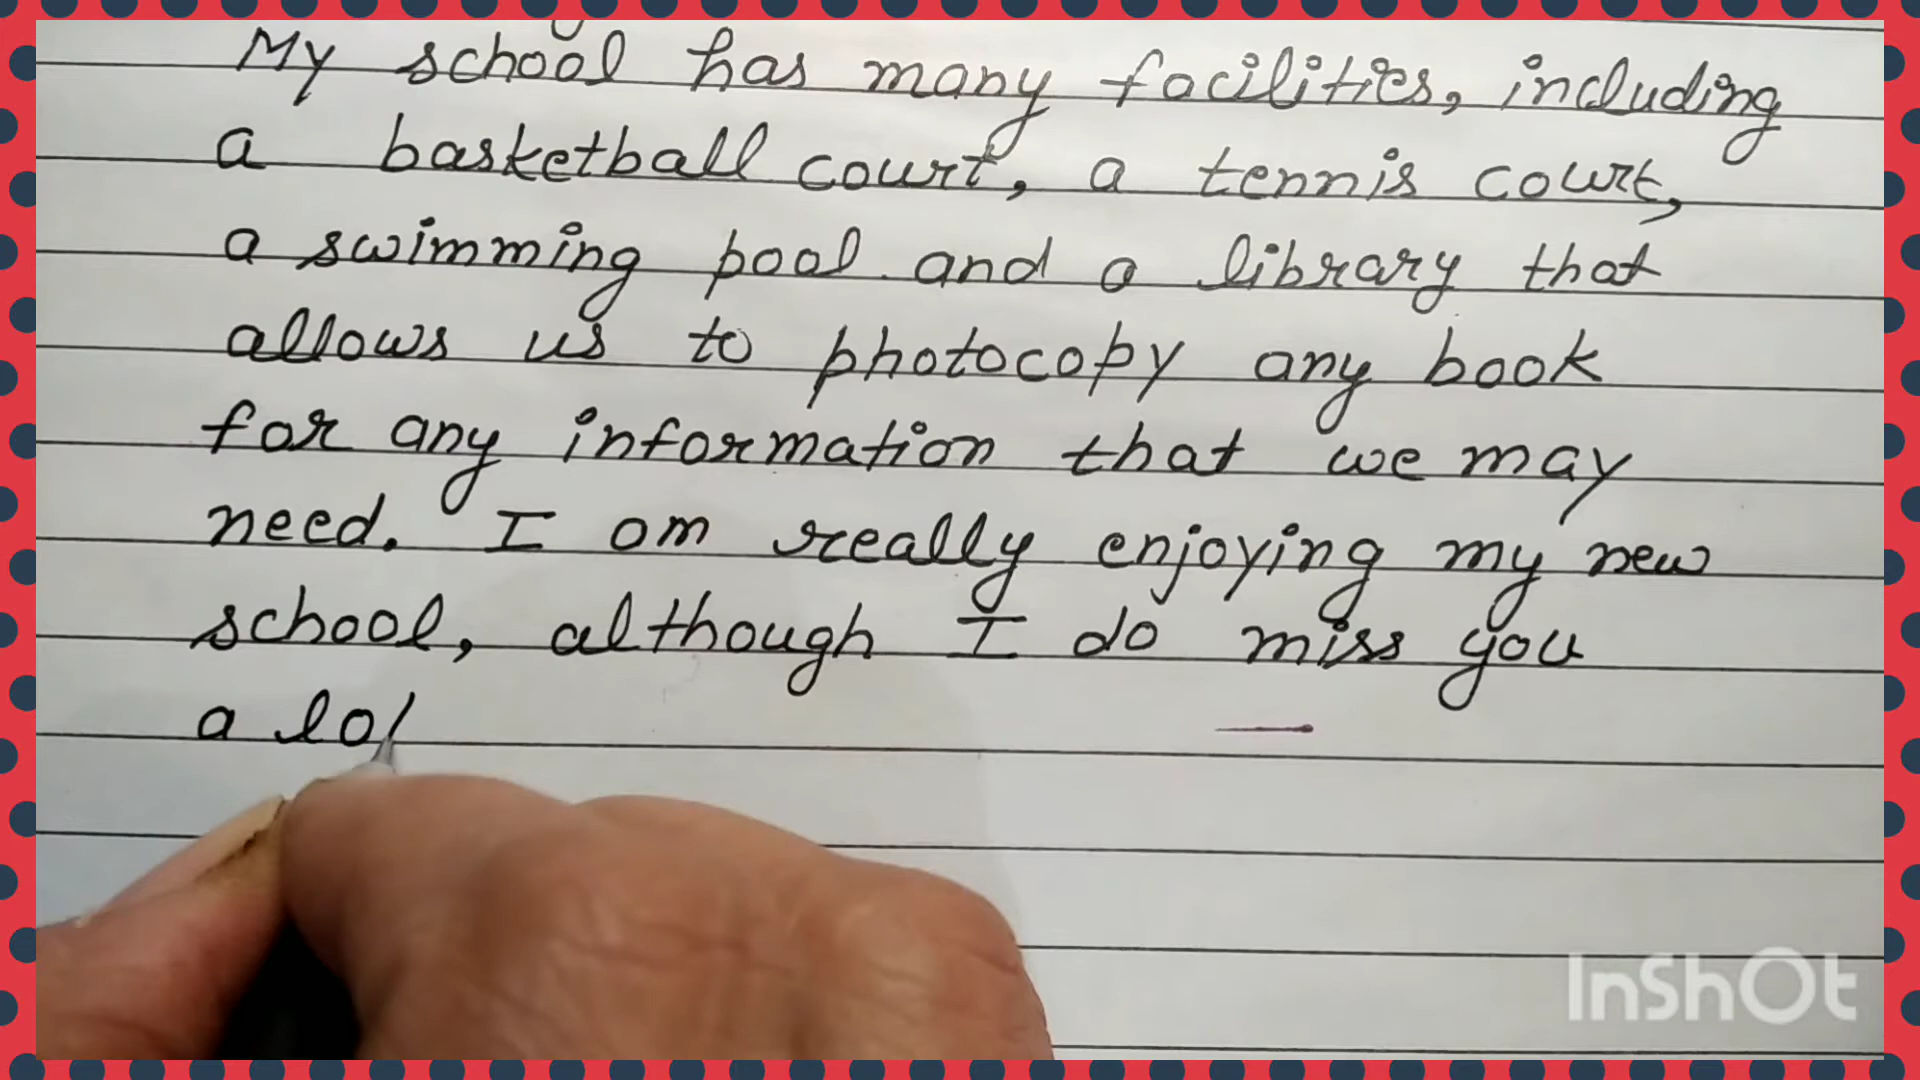 My school has many facilities, including
a basketball court, a tennis court,
a swimming pool and a library that
allows us to photocopy any book
for any information that we may
need. I am really enjoying my new
school, although I do miss you
a lot
InShOt